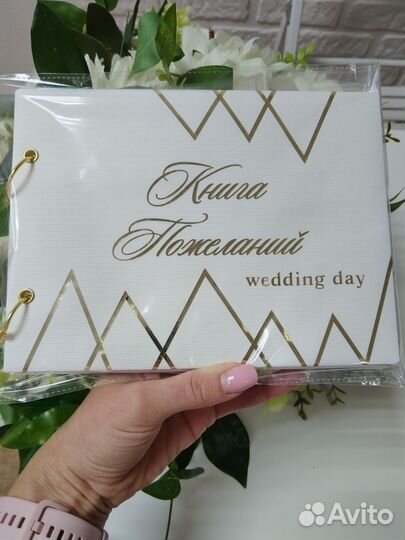 Книга
Пожеланий
wedding day
Avito